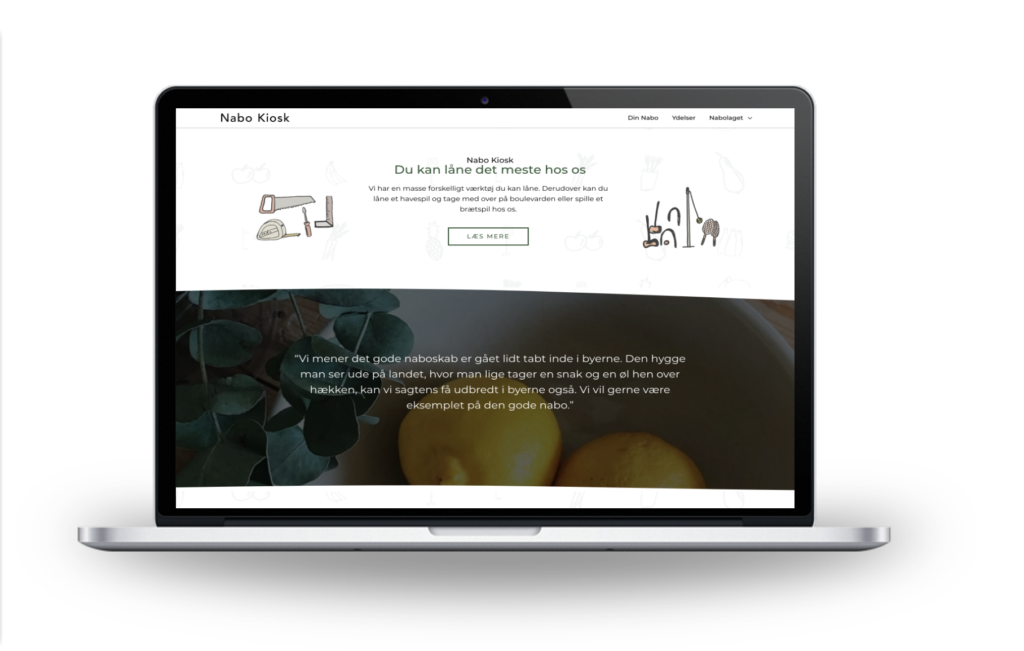 Nabo Kiosk
Din Nabo Ydelser Nabolaget
Nabo Kiosk
Du kan låne det meste hos os
Vi har en masse forskelligt værktøj du kan låne. Derudover kan du
låne et havespil og tage med over på boulevarden eller spille et
brætspil hos os.
LÆS MERE
"Vi mener det gode naboskab er gået lidt tabt inde i byerne. Den hygge
man ser ude på landet, hvor man lige tager en snak og en øl hen over
hækken, kan vi sagtens få udbredt i byerne også. Vi vil gerne være
eksemplet på den gode nabo."